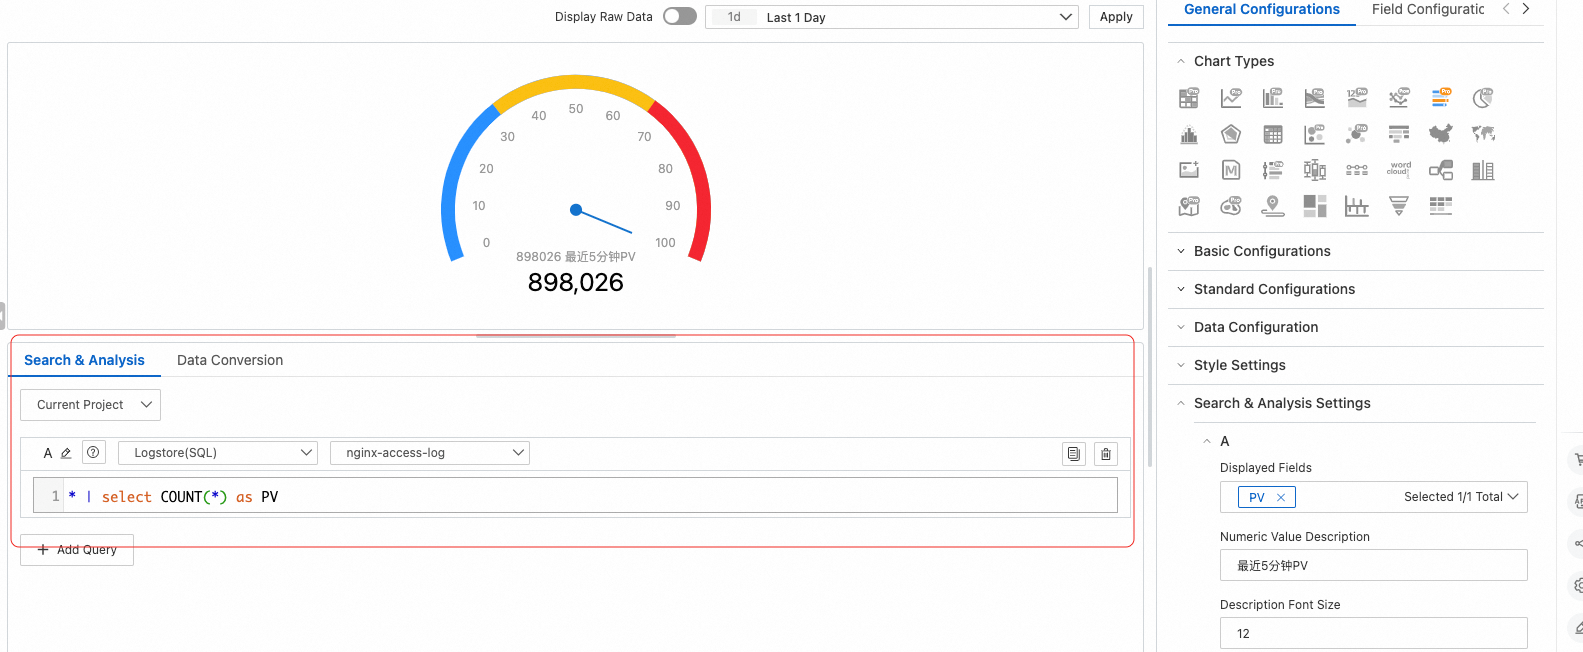 Display Raw Data
1d Last 1 Day
Apply
General Configurations
Field Configuratic
Chart Types
0
10
20
30
40
50
60
70
80
90
100
898026 最近5分钟PV
898,026
word cloud
Basic Configurations
Standard Configurations
Data Configuration
Style Settings
Search & Analysis Settings
A
Displayed Fields
PV ×
Selected 1/1 Total
Numeric Value Description
最近5分钟PV
Description Font Size
12
Search & Analysis
Data Conversion
Current Project
A
Logstore(SQL)
nginx-access-log
1 * | select COUNT(*) as PV
+ Add Query